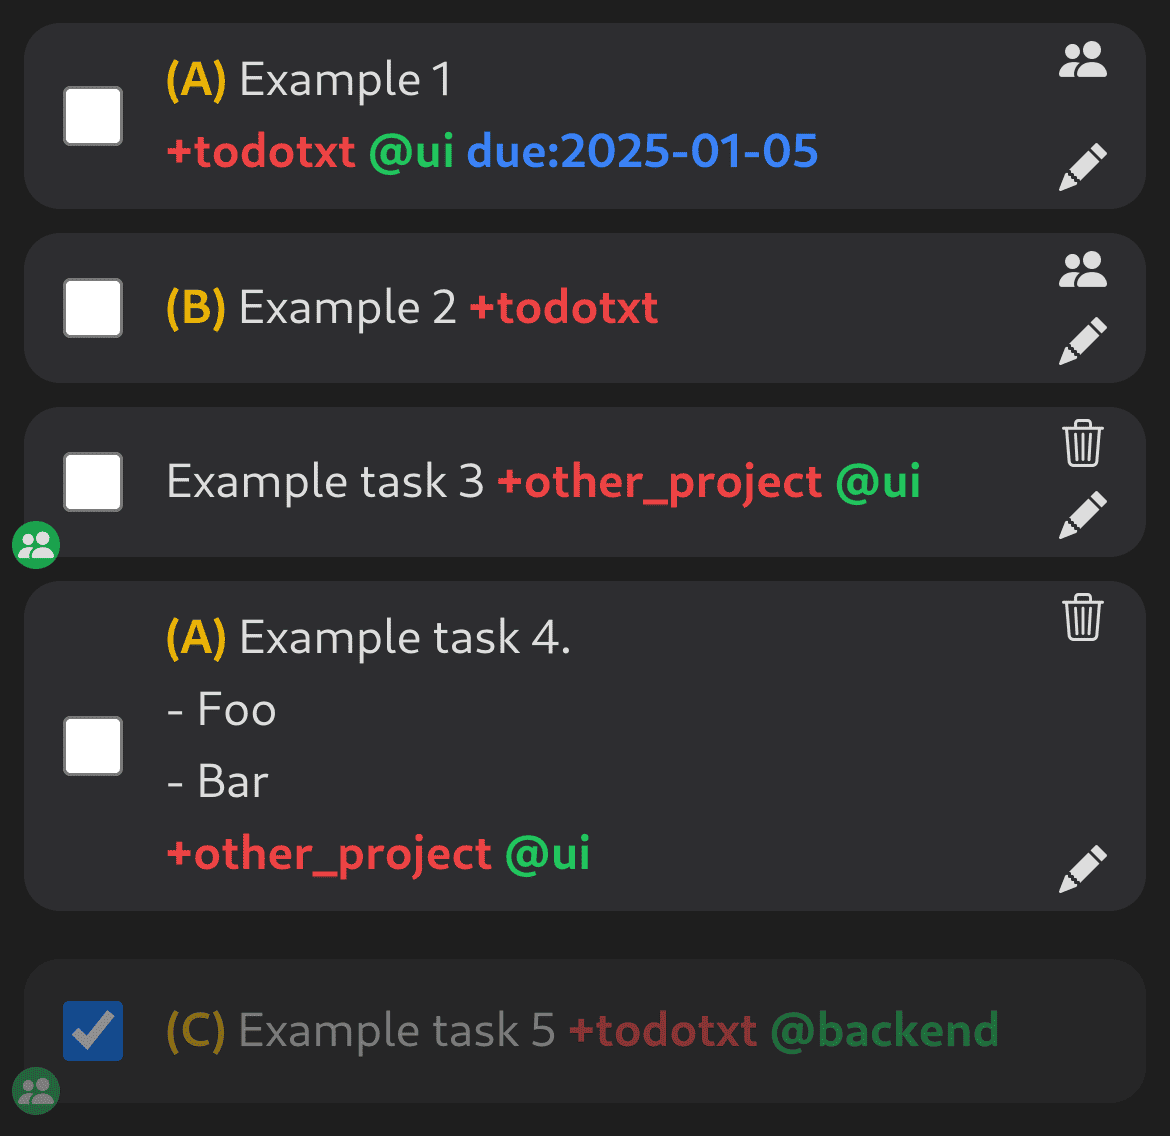 (A) Example 1
+todotxt @ui due:2025-01-05
(B) Example 2 +todotxt
Example task 3 +other_project @ui
(A) Example task 4.
- Foo
- Bar
+other_project @ui
(C) Example task 5 +todotxt @backend